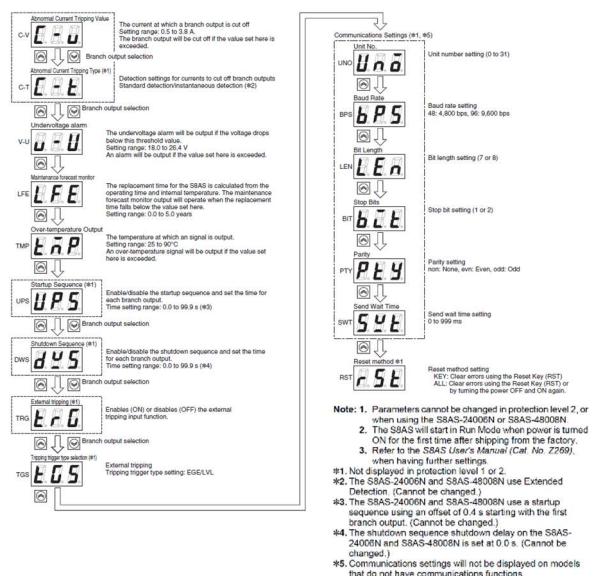 Abnormal Current Tripping Value
C-V
The current at which a branch output is cut off
Setting range: 0.5 to 3.8 A
The branch output will be cut off if the value set here is
exceeded.
Branch output selection
Abnormal Current Tripping Type (*1)
C-T
Detection settings for currents to cut off branch outputs
Standard detection/instantaneous detection (*2)
Branch output selection
Undervoltage alarm
V-U
The undervoltage alarm will be output if the voltage drops
below this threshold value.
Setting range: 18.0 to 26.4 V
An alarm will be output if the value set here is exceeded.
Maintenance forecast monitor
LFE
The replacement time for the S8AS is calculated from the
operating time and internal temperature. The maintenance
forecast monitor output will operate when the replacement
time falls below the value set here.
Setting range: 0.0 to 5.0 years
Over-temperature Output
TMP
The temperature at which an signal is output.
Setting range: 25 to 90°C
An over-temperature signal will be output if the value set
here is exceeded.
Startup Sequence (*1)
UPS
Enable/disable the startup sequence and set the time for
each branch output.
Time setting range: 0.0 to 99.9 s (*3)
Branch output selection
Shutdown Sequence (*1)
DWS
Enable/disable the shutdown sequence and set the time
for each branch output.
Time setting range: 0.0 to 99.9 s (*4)
Branch output selection
External tripping (*1)
TRG
Enables (ON) or disables (OFF) the external
tripping input function.
Branch output selection
Tripping trigger type selection (*1)
TGS
External tripping
Tripping trigger type setting: EGE/LVL
Communications Settings (*1, *5)
Unit No.
UNO
Unit number setting (0 to 31)
Baud Rate
BPS
Baud rate setting
48: 4,800 bps, 96: 9,600 bps
Bit Length
LEN
Bit length setting (7 or 8)
Stop Bits
BIT
Stop bit setting (1 or 2)
Parity
PTY
Parity setting
non: None, evn: Even, odd: Odd
Send Wait Time
SWT
Send wait time setting
0 to 999 ms
Reset method *1
RST
Reset method setting
KEY: Clear errors using the Reset Key (RST)
ALL: Clear errors using the Reset Key (RST) or
by turning the power OFF and ON again.
Note: 1. Parameters cannot be changed in protection level 2, or
when using the S8AS-24006N or S8AS-48008N.
2. The S8AS will start in Run Mode when power is turned
ON for the first time after shipping from the factory.
3. Refer to the S8AS User's Manual (Cat. No. Z269),
when having further settings.
*1. Not displayed in protection level 1 or 2.
*2. The S8AS-24006N and S8AS-48008N use Extended
Detection. (Cannot be changed.)
*3. The S8AS-24006N and S8AS-48008N use a startup
sequence using an offset of 0.4 s starting with the first
branch output. (Cannot be changed.)
*4. The shutdown sequence shutdown delay on the S8AS-
24006N and S8AS-48008N is set at 0.0 s. (Cannot be
changed.)
*5. Communications settings will not be displayed on models
that do not have communications functions.